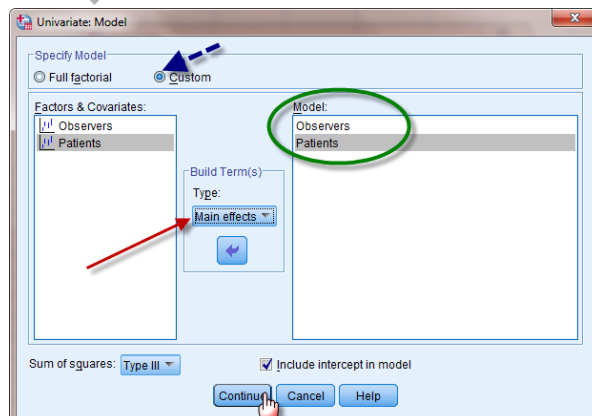 Univariate: Model
Specify Model
Full factorial
Custom
Factors & Covariates:
Observers
Patients
Build Term(s)
Type:
Main effects
Model:
Observers
Patients
Sum of squares: Type III
Include intercept in model
Continue Cancel Help